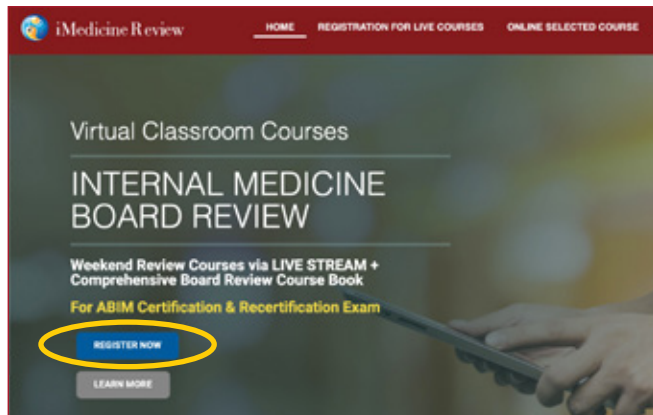 iMedicine Review
HOME
REGISTRATION FOR LIVE COURSES
ONLINE SELECTED COURSE
Virtual Classroom Courses
INTERNAL MEDICINE
BOARD REVIEW
Weekend Review Courses via LIVE STREAM +
Comprehensive Board Review Course Book
For ABIM Certification & Recertification Exam
REGISTER NOW
LEARN MORE